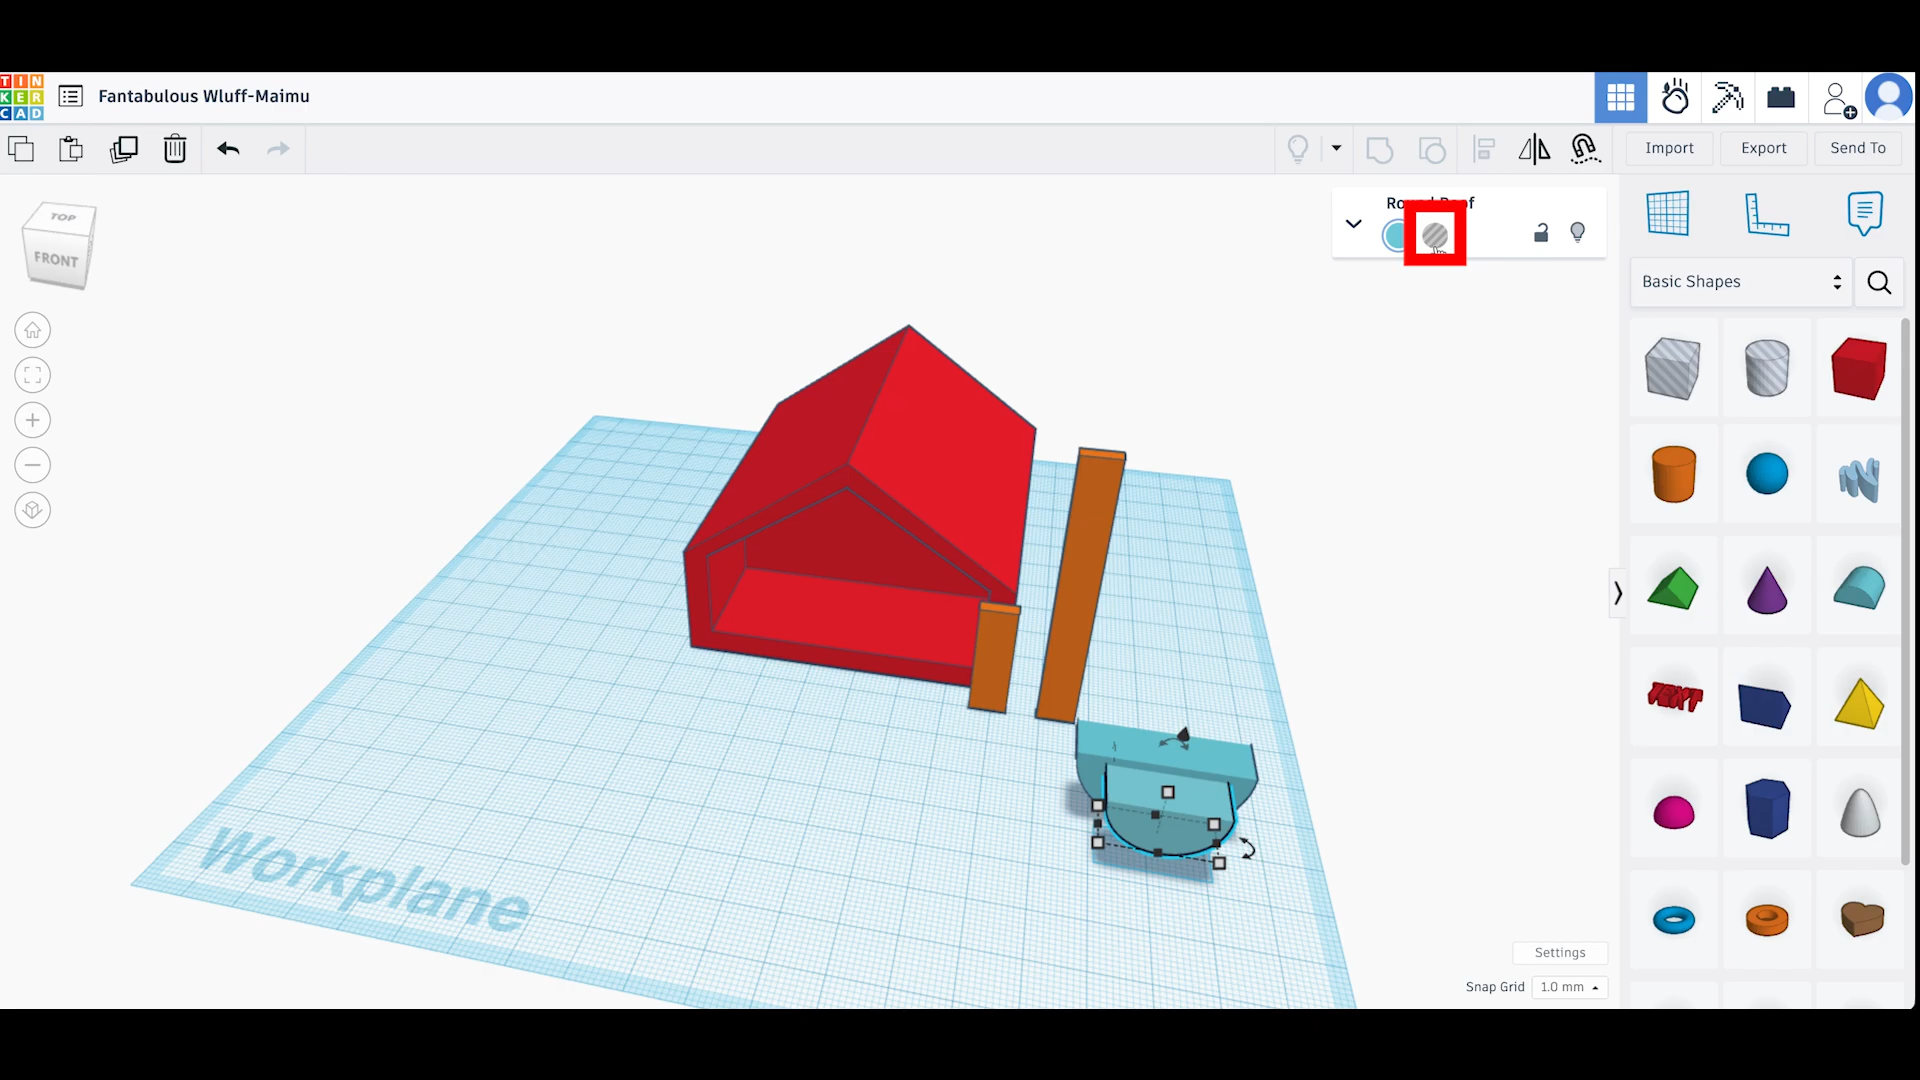 TIN
KER
CAD
Fantabulous Wluff-Maimu
Import
Export
Send To
TOP
FRONT
Basic Shapes
TEXT
Workplane
Settings
Snap Grid
1.0 mm